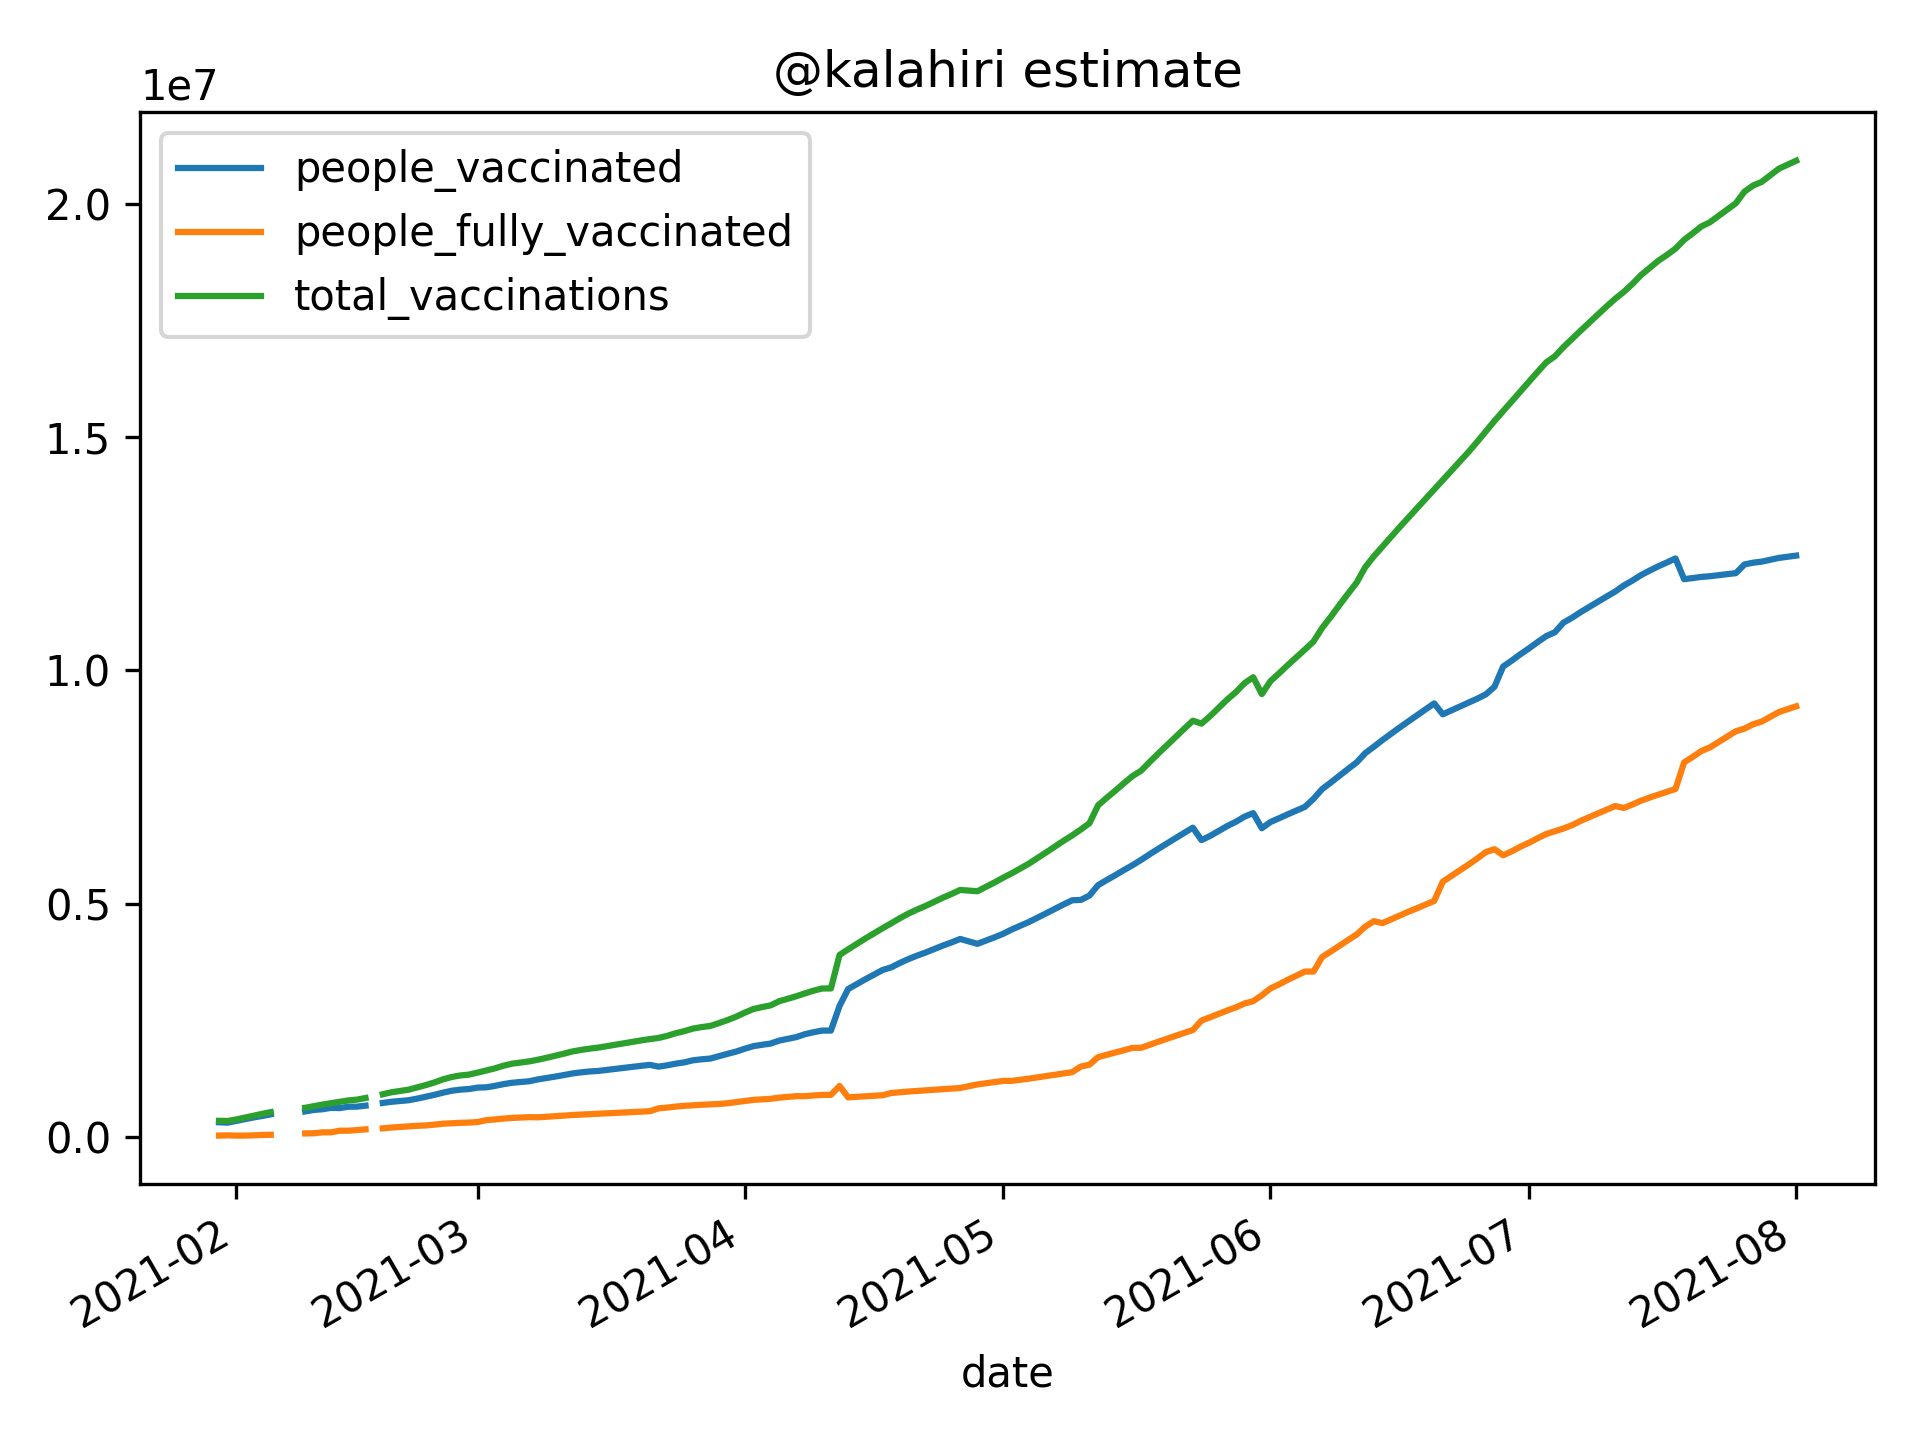 @kalahiri estimate
1e7
people_vaccinated
people_fully_vaccinated
total_vaccinations
2.0
1.5
1.0
0.5
0.0
2021-02
2021-03
2021-04
2021-05
2021-06
2021-07
2021-08
date